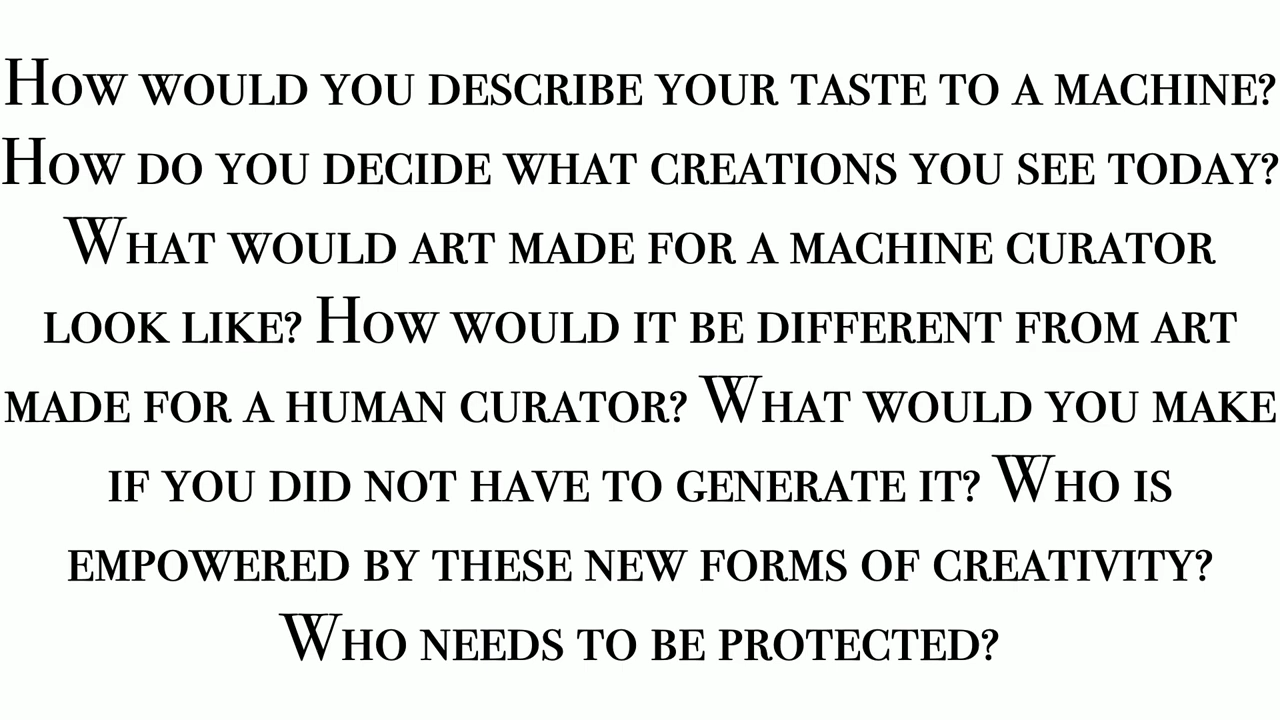 How would you describe your taste to a machine?
How do you decide what creations you see today?
What would art made for a machine curator
look like? How would it be different from art
made for a human curator? What would you make
if you did not have to generate it? Who is
empowered by these new forms of creativity?
Who needs to be protected?